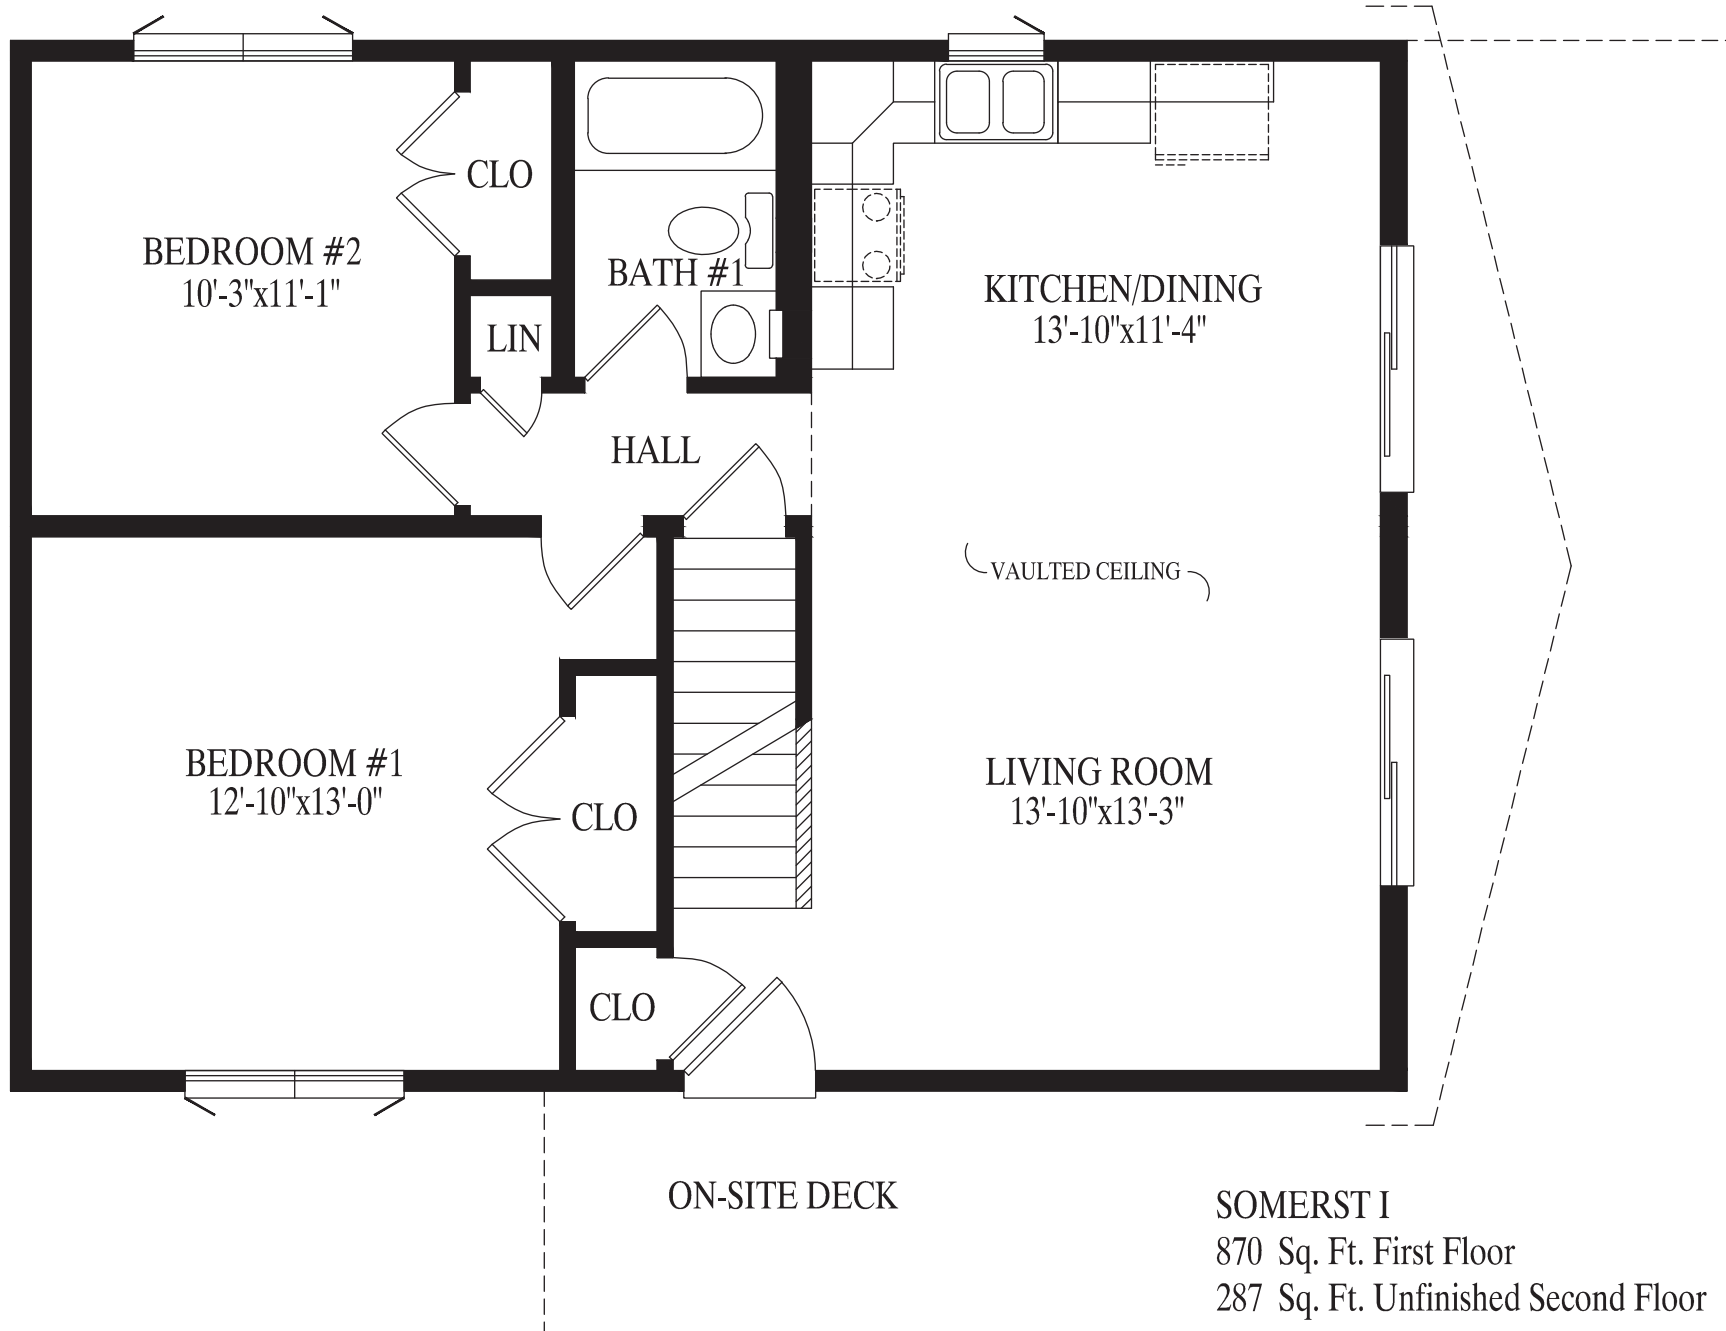 CLO
BEDROOM #2
10'-3"x11'-1"
BATH #1
LIN
KITCHEN/DINING
13'-10"x11'-4"
HALL
VAULTED CEILING
BEDROOM #1
12'-10"x13'-0"
CLO
LIVING ROOM
13'-10"x13'-3"
CLO
ON-SITE DECK
SOMERST I
870 Sq. Ft. First Floor
287 Sq. Ft. Unfinished Second Floor